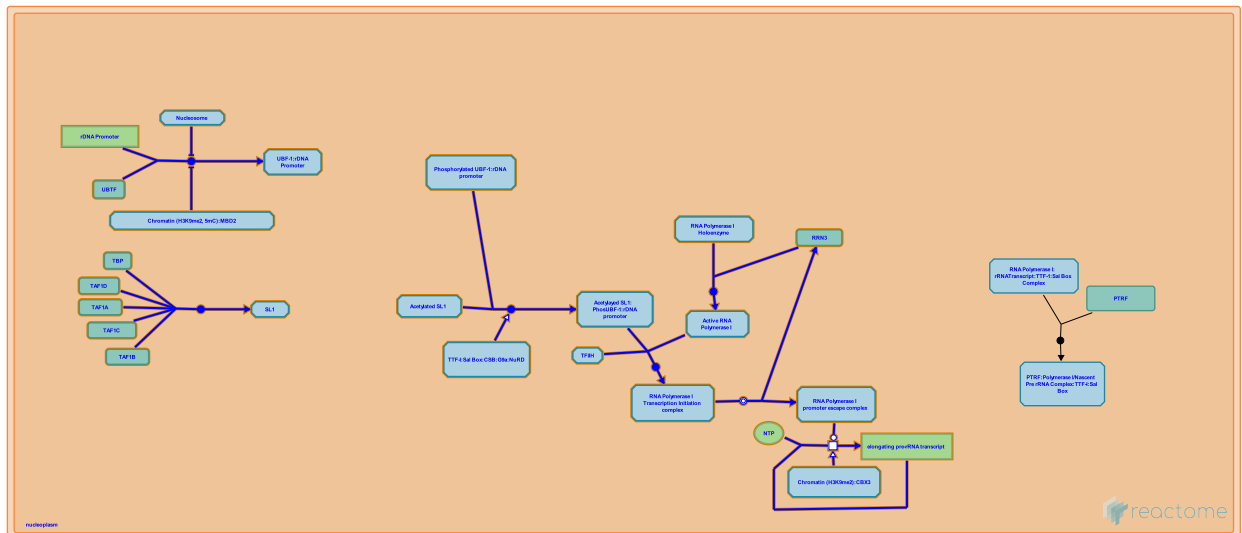 Nucleosome
rDNA Promoter
UBF-1:rDNA
Promoter
UBTF
Chromatin (H3K9me2, 5mC):MBD2
TBP
TAF1D
TAF1A
TAF1C
TAF1B
SL1
Phosphorylated UBF-1:rDNA
promoter
Acetylated SL1
TTF-I:Sal Box:CSB:G9a:NuRD
Acetylayed SL1:
PhosUBF-1:rDNA
promoter
RNA Polymerase I
Holoenzyme
RRN3
Active RNA
Polymerase I
TFIIH
RNA Polymerase I
Transcription Initiation
complex
RNA Polymerase I
promoter escape complex
NTP
elongating pre-rRNA transcript
Chromatin (H3K9me2):CBX3
RNA Polymerase I:
rRNATranscript:TTF-1:Sal Box
Complex
PTRF
PTRF:Polymerase I/Nascent
Pre rRNA Complex:TTF-I:Sal
Box
nucleoplasm
reactome